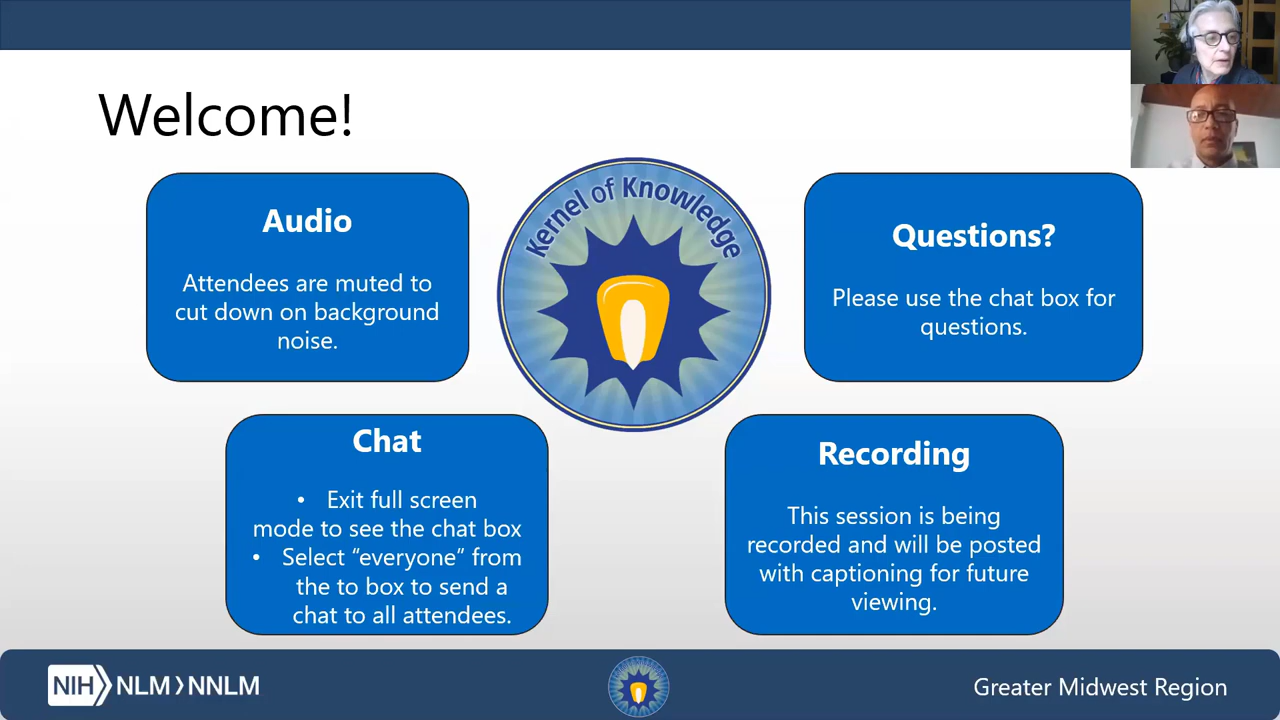 Welcome!
Audio
Attendees are muted to
cut down on background
noise.
Kernel of Knowledge
Questions?
Please use the chat box for
questions.
Chat
• Exit full screen
mode to see the chat box
• Select “everyone” from
the to box to send a
chat to all attendees.
Recording
This session is being
recorded and will be posted
with captioning for future
viewing.
NIH NLM NNLM
Greater Midwest Region